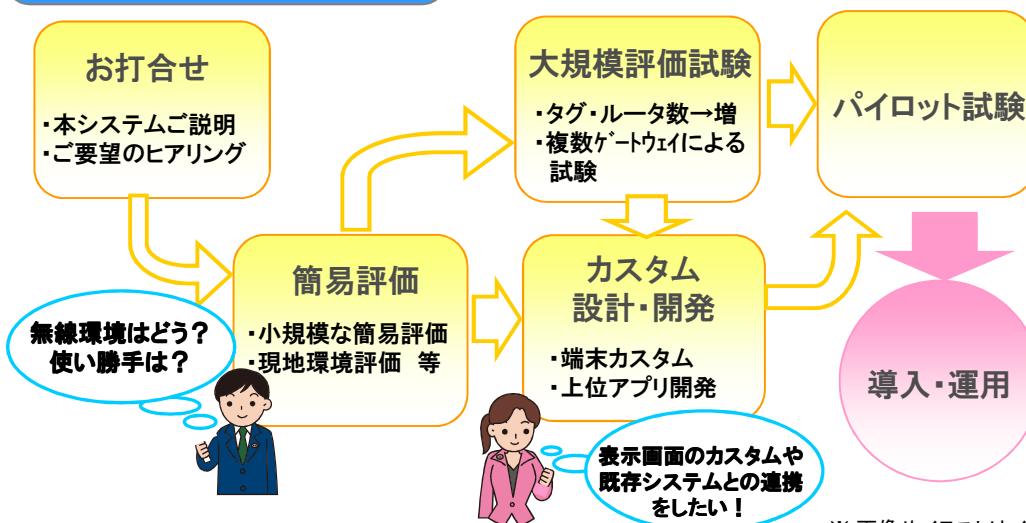 お打合せ
・本システムご説明
・ご要望のヒアリング
簡易評価
・小規模な簡易評価
・現地環境評価 等
無線環境はどう？
使い勝手は？
大規模評価試験
・タグ・ルータ数→増
・複数ｹﾞｰﾄｳｪｲによる
試験
カスタム
設計・開発
・端末カスタム
・上位アプリ開発
表示画面のカスタムや
既存システムとの連携
をしたい！
パイロット試験
導入・運用